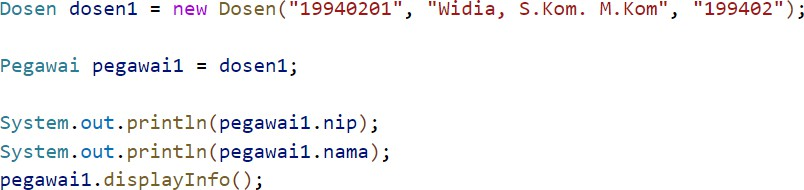 Dosen dosen1 = new Dosen("19940201", "Widia, S.Kom. M.Kom", "199402");
Pegawai pegawai1 = dosen1;
System.out.println(pegawai1.nip);
System.out.println(pegawai1.nama);
pegawai1.displayInfo();